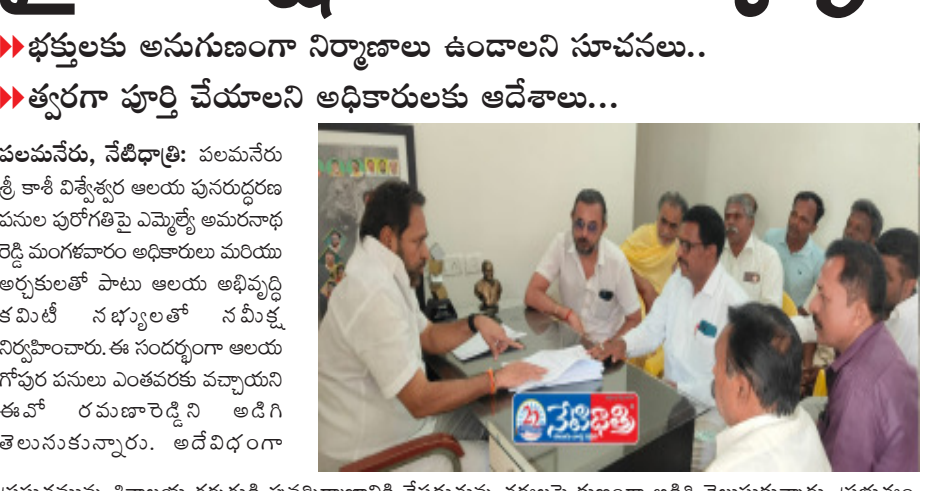 భక్తులకు అనుగుణంగా నిర్మాణాలు ఉండాలని సూచనలు..
త్వరగా పూర్తి చేయాలని అధికారులకు ఆదేశాలు...
పలమనేరు, నేటిధాత్రి: పలమనేరు
శ్రీ కాశీ విశ్వేశ్వర ఆలయ పునరుద్ధరణ
పనుల పురోగతిపై ఎమ్మెల్యే అమరనాథ
రెడ్డి మంగళవారం అధికారులు మరియు
అర్చకులతో పాటు ఆలయ అభివృద్ధి
కమిటీ నభ్యులతో నమీక్ష
నిర్వహించారు. ఈ సందర్భంగా ఆలయ
గోపుర పనులు ఎంతవరకు వచ్చాయని
ఈవో రమణారెడ్డిని అడిగి
తెలుసుకున్నారు. అదేవిధంగా
నేటిధాత్రి